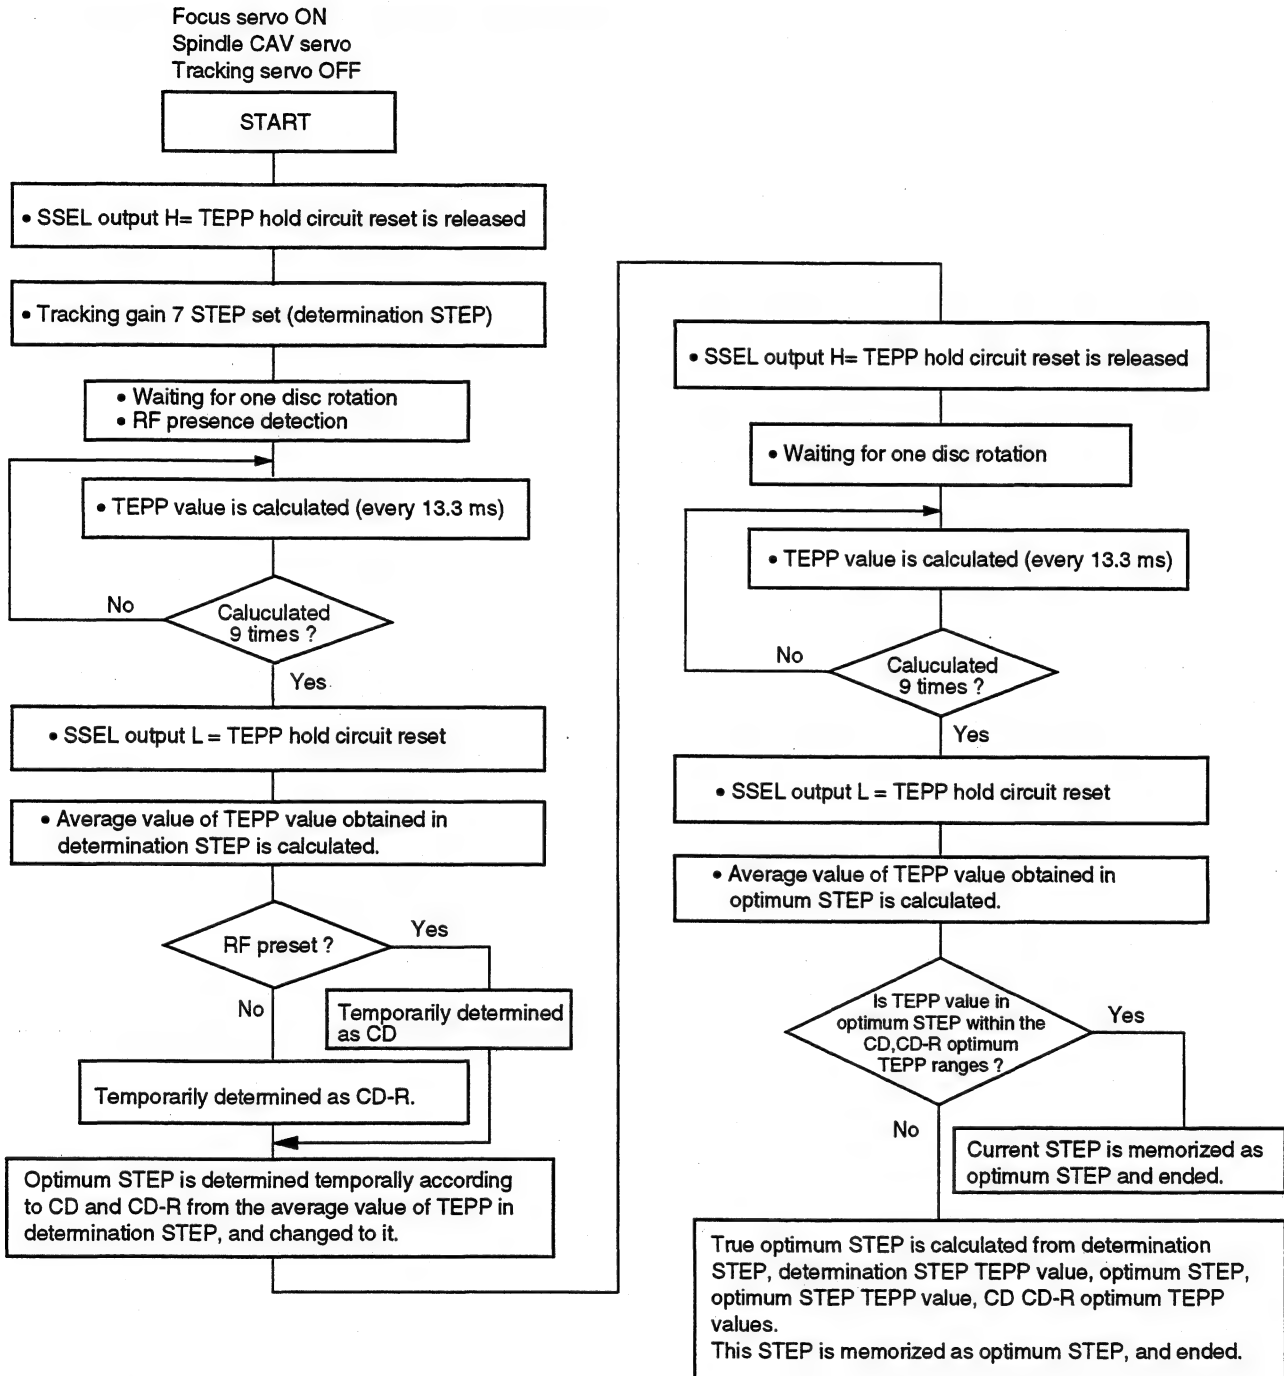 Focus servo ON
Spindle CAV servo
Tracking servo OFF
START
• SSEL output H= TEPP hold circuit reset is released
• Tracking gain 7 STEP set (determination STEP)
• Waiting for one disc rotation
• RF presence detection
• TEPP value is calculated (every 13.3 ms)
No
Caluculated
9 times ?
Yes
• SSEL output L = TEPP hold circuit reset
• Average value of TEPP value obtained in
determination STEP is calculated.
RF preset ?
Yes
No
Temporarily determined
as CD
Temporarily determined as CD-R.
Optimum STEP is determined temporally according
to CD and CD-R from the average value of TEPP in
determination STEP, and changed to it.
• SSEL output H= TEPP hold circuit reset is released
• Waiting for one disc rotation
• TEPP value is calculated (every 13.3 ms)
No
Caluculated
9 times ?
Yes
• SSEL output L = TEPP hold circuit reset
• Average value of TEPP value obtained in
optimum STEP is calculated.
Is TEPP value in
optimum STEP within the
CD,CD-R optimum
TEPP ranges ?
Yes
No
Current STEP is memorized as
optimum STEP and ended.
True optimum STEP is calculated from determination
STEP, determination STEP TEPP value, optimum STEP,
optimum STEP TEPP value, CD CD-R optimum TEPP
values.
This STEP is memorized as optimum STEP, and ended.